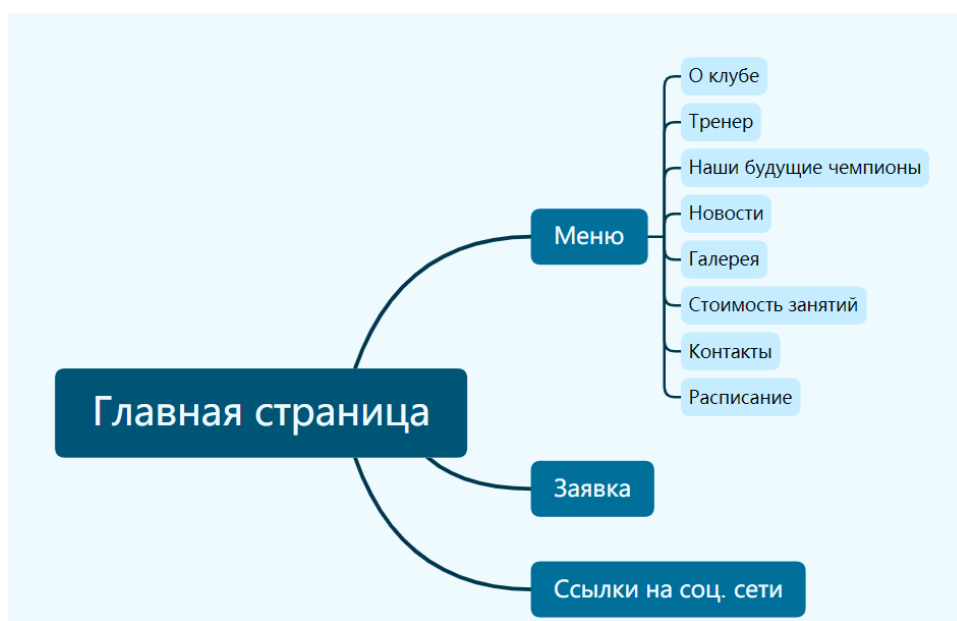 О клубе
Тренер
Наши будущие чемпионы
Новости
Меню
Галерея
Стоимость занятий
Контакты
Расписание
Главная страница
Заявка
Ссылки на соц. сети